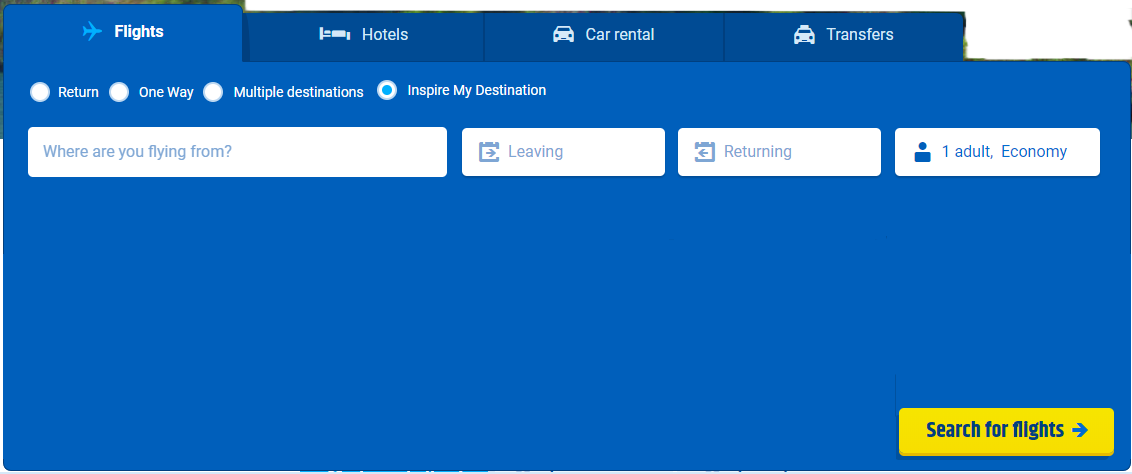 Flights Hotels Car rental Transfers
Return One Way Multiple destinations Inspire My Destination
Where are you flying from? Leaving Returning 1 adult, Economy
Search for flights